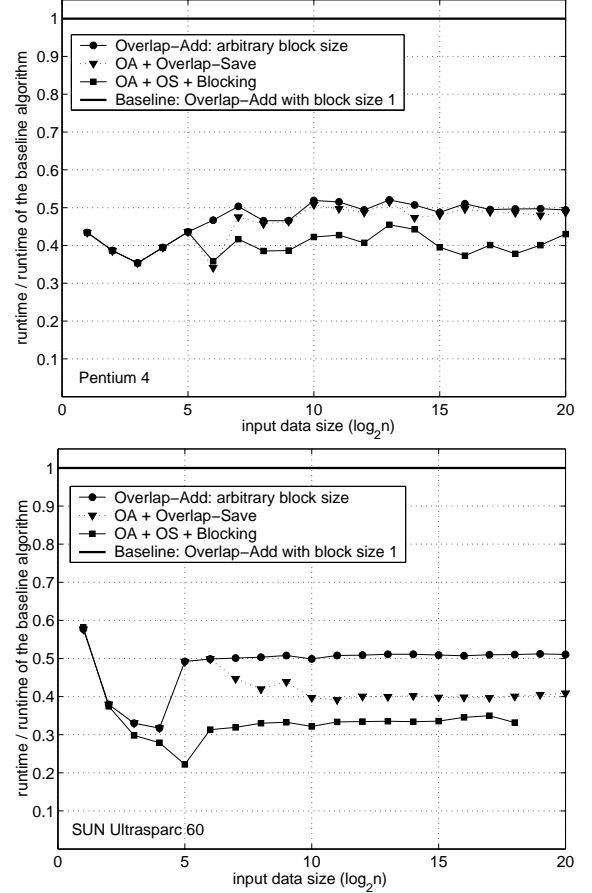 1
0.9
0.8
0.7
0.6
0.5
0.4
0.3
0.2
0.1
runtime / runtime of the baseline algorithm
Overlap−Add: arbitrary block size
OA + Overlap−Save
OA + OS + Blocking
Baseline: Overlap−Add with block size 1
Pentium 4
0 5 10 15 20
input data size (log2n)
1
0.9
0.8
0.7
0.6
0.5
0.4
0.3
0.2
0.1
runtime / runtime of the baseline algorithm
Overlap−Add: arbitrary block size
OA + Overlap−Save
OA + OS + Blocking
Baseline: Overlap−Add with block size 1
SUN Ultrasparc 60
0 5 10 15 20
input data size (log2n)